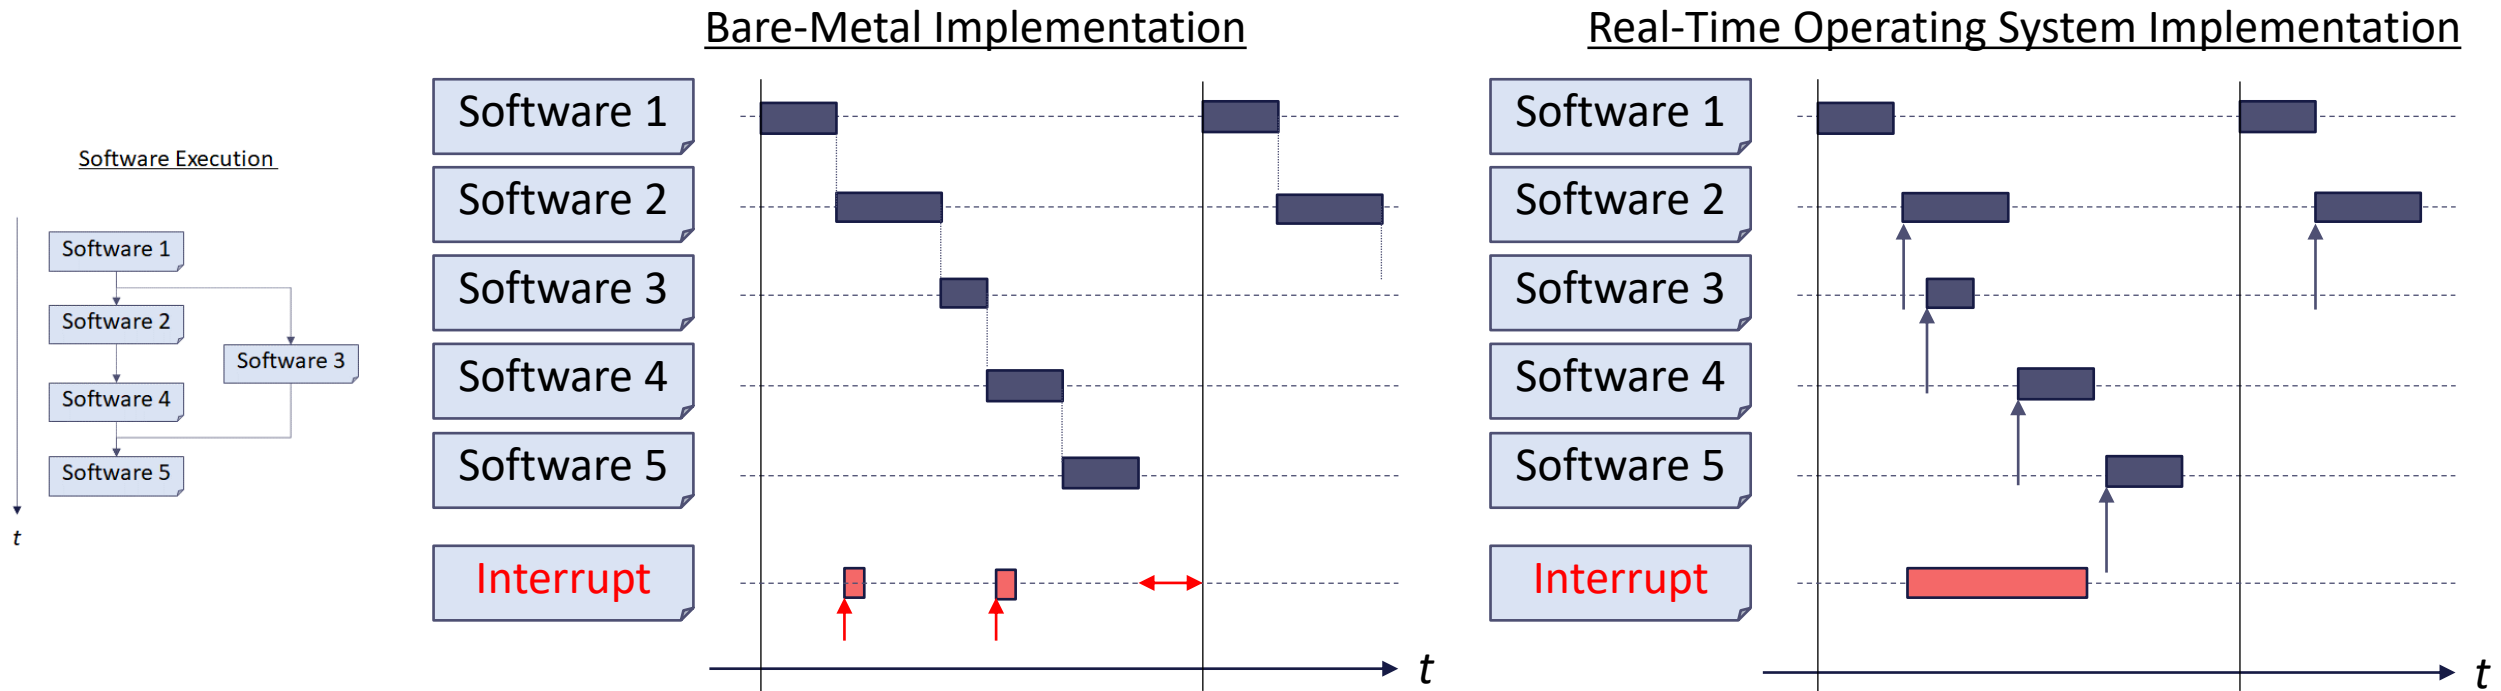 Software Execution
Software 1
Software 2
Software 3
Software 4
Software 5
t
Bare-Metal Implementation
Software 1
Software 2
Software 3
Software 4
Software 5
Interrupt
t
Real-Time Operating System Implementation
Software 1
Software 2
Software 3
Software 4
Software 5
Interrupt
t